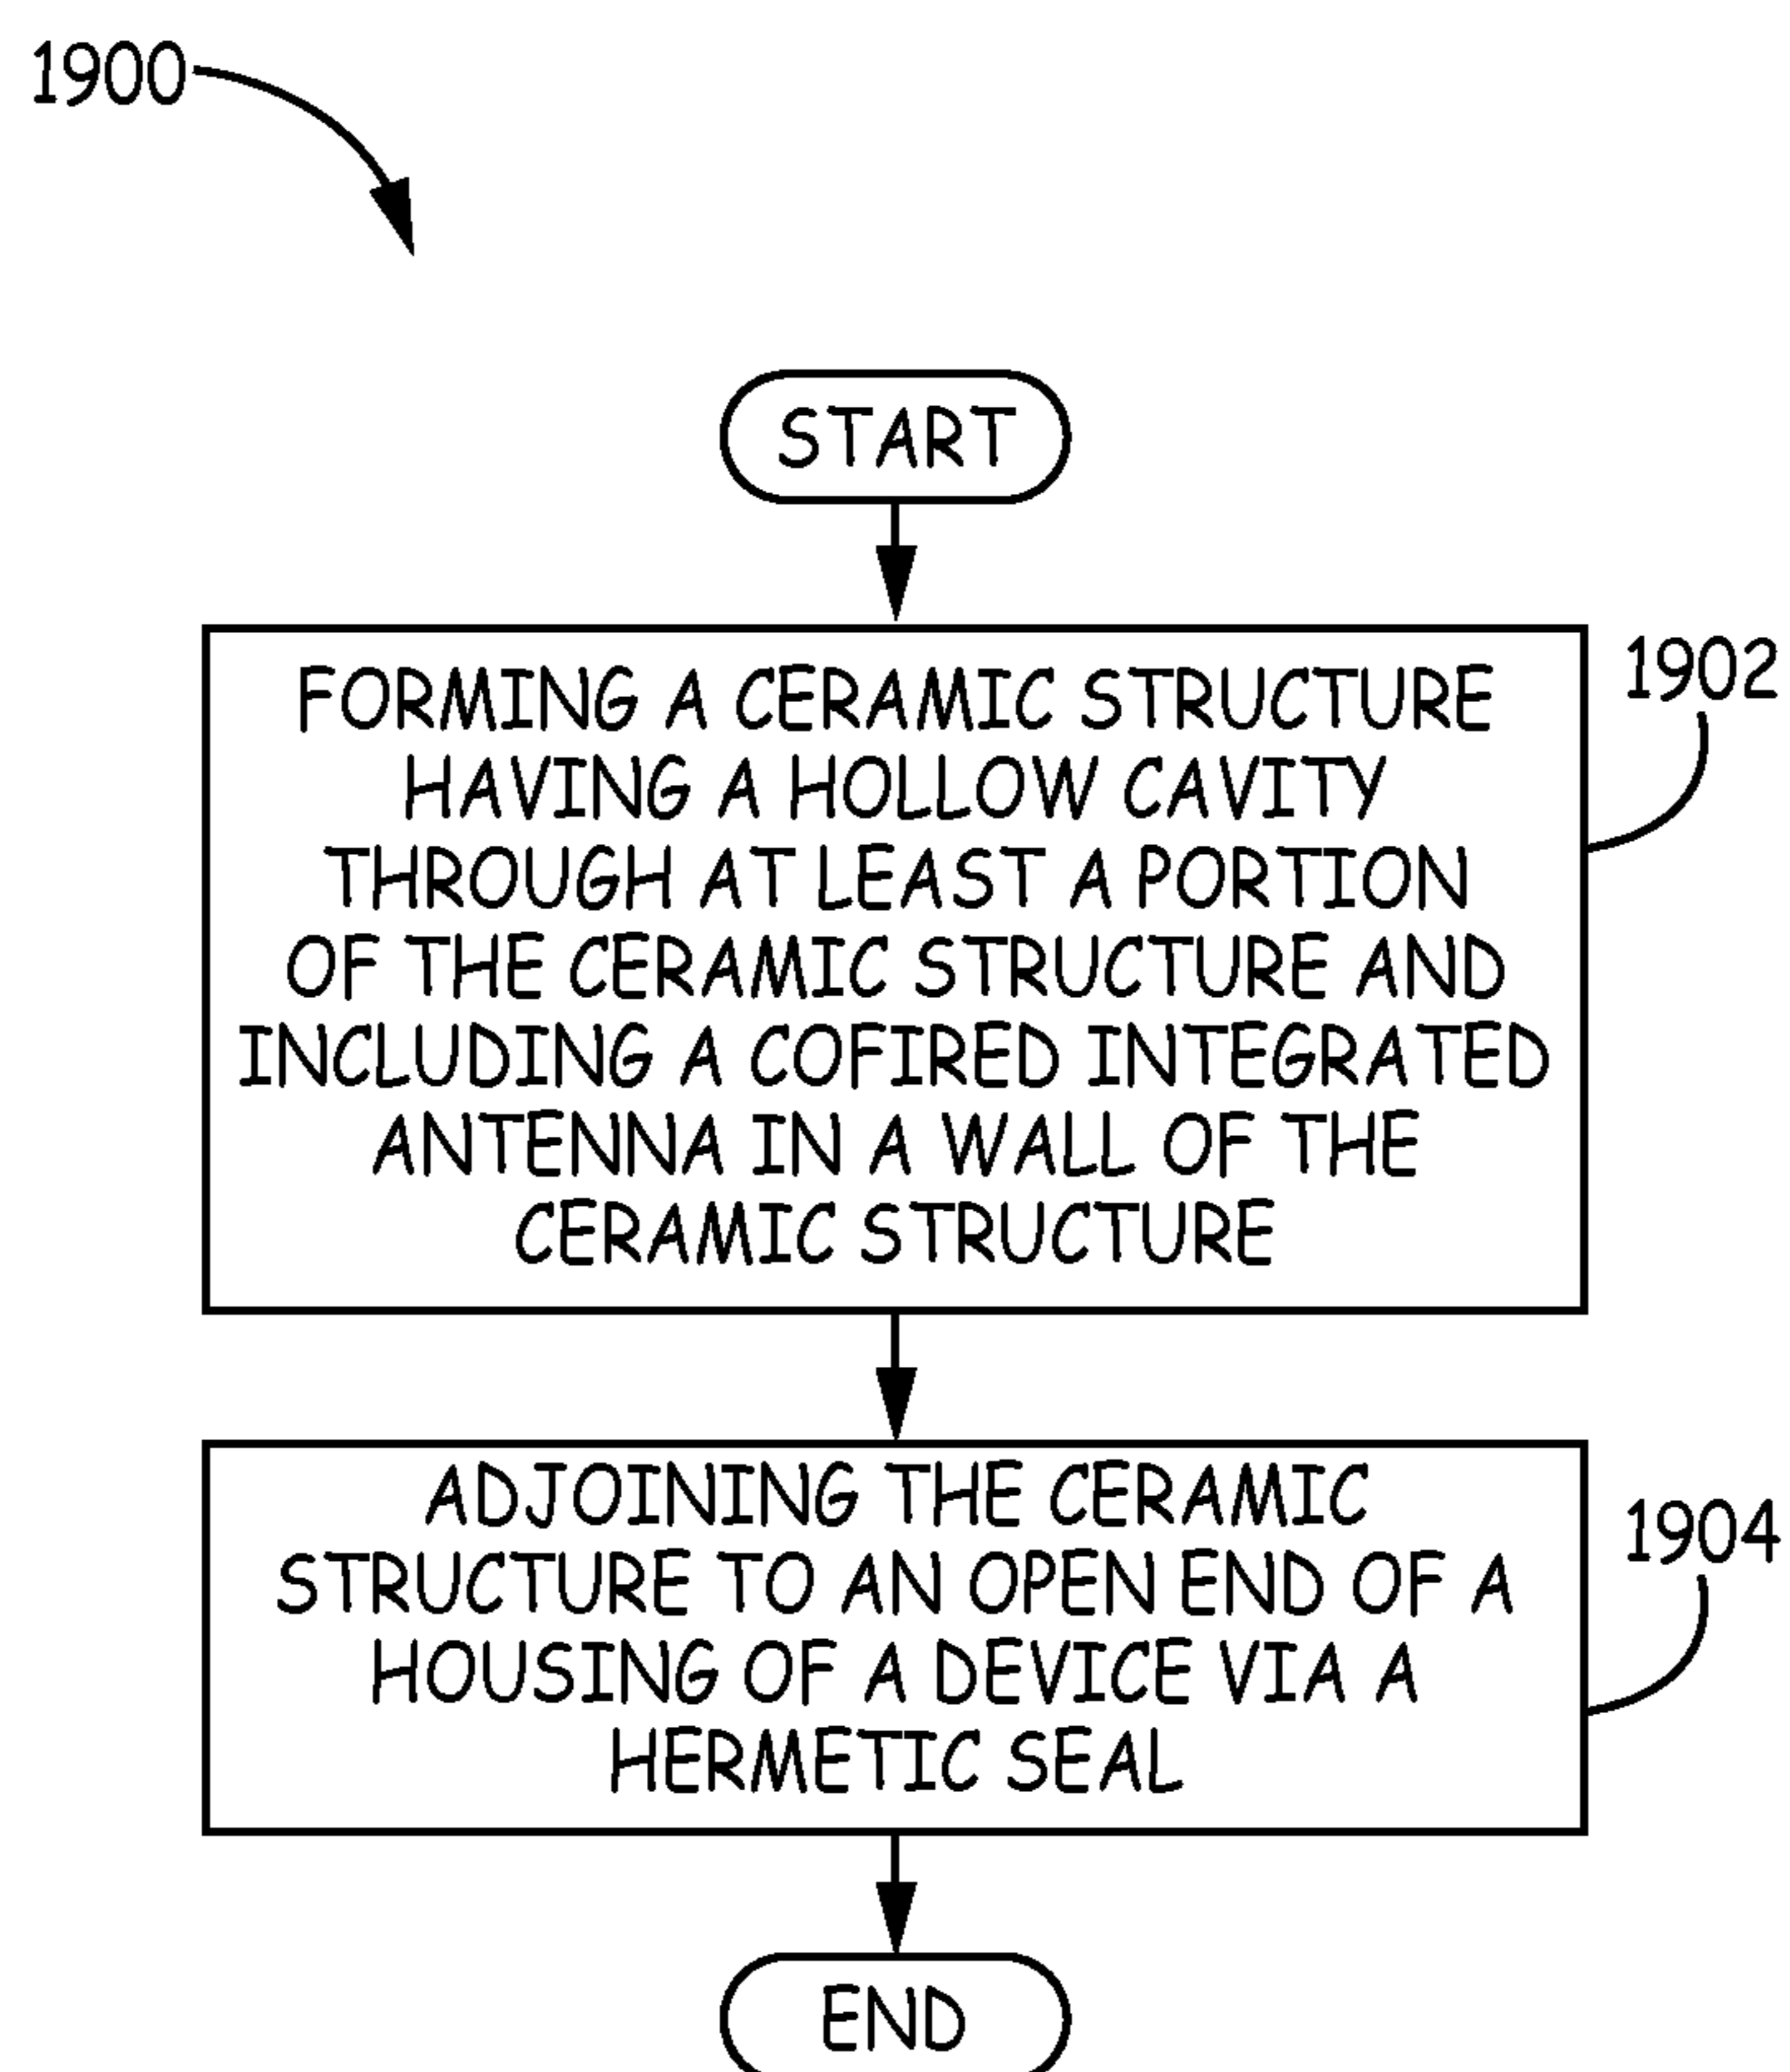 1900
START
FORMING A CERAMIC STRUCTURE
HAVING A HOLLOW CAVITY
THROUGH AT LEAST A PORTION
OF THE CERAMIC STRUCTURE AND
INCLUDING A COFIRED INTEGRATED
ANTENNA IN A WALL OF THE
CERAMIC STRUCTURE
1902
ADJOINING THE CERAMIC
STRUCTURE TO AN OPEN END OF A
HOUSING OF A DEVICE VIA A
HERMETIC SEAL
1904
END